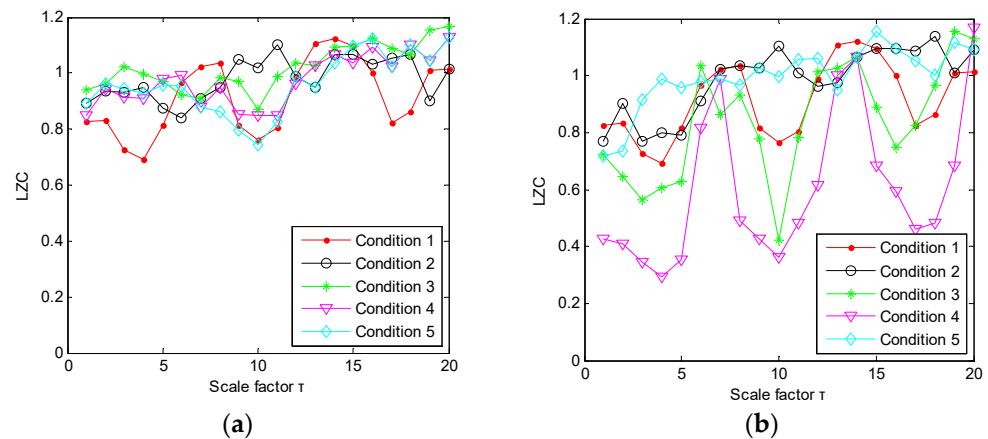 1.2
1
0.8
0.6
0.4
0.2
0
LZC
0 5 10 15 20
Scale factor τ
Condition 1
Condition 2
Condition 3
Condition 4
Condition 5
(a)
1.2
1
0.8
0.6
0.4
0.2
0
LZC
0 5 10 15 20
Scale factor τ
Condition 1
Condition 2
Condition 3
Condition 4
Condition 5
(b)